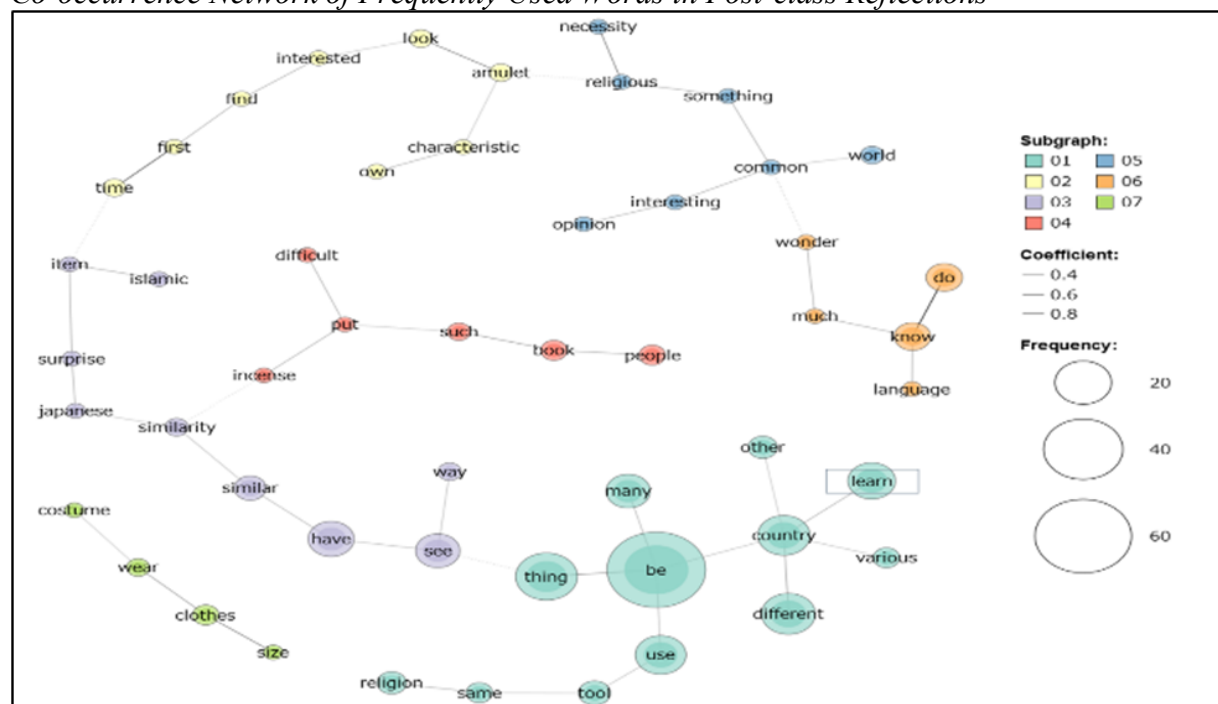 Co-occurrence Network of Frequently Used Words in Post-class Reflections
necessity
look
interested
amulet
religious
something
find
first
characteristic
own
common
world
time
interesting
opinion
wonder
item
islamic
difficult
do
much
know
put
such
book
people
language
surprise
incense
japanese
similarity
similar
way
other
many
learn
have
see
country
various
thing
be
different
use
costume
wear
clothes
size
religion
same
tool
Subgraph:
01 05
02 06
03 07
04
Coefficient:
0.4
0.6
0.8
Frequency:
20
40
60